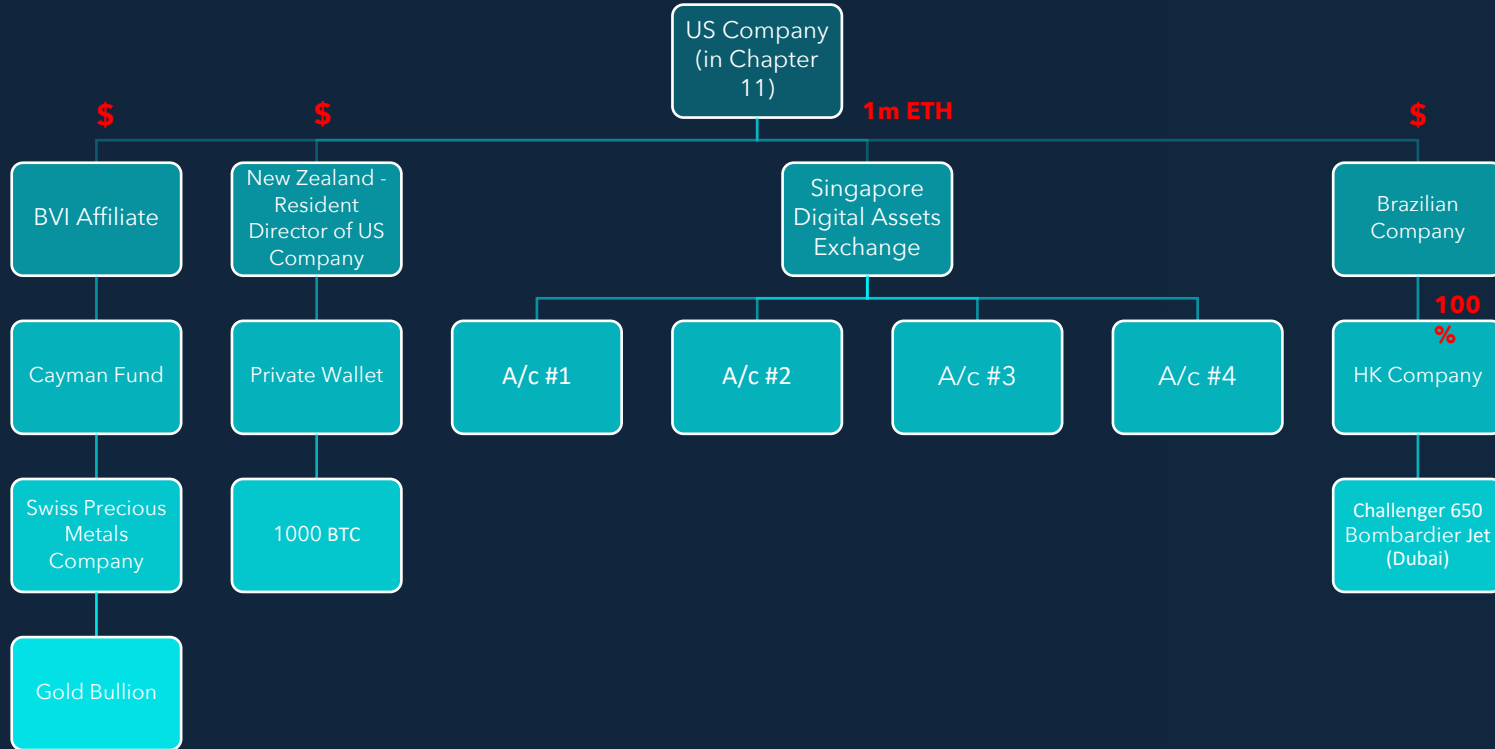 US Company
(in Chapter
11)
$
$
1m ETH
$
BVI Affiliate
New Zealand -
Resident
Director of US
Company
Singapore
Digital Assets
Exchange
Brazilian
Company
100
%
Cayman Fund
Private Wallet
A/c #1
A/c #2
A/c #3
A/c #4
HK Company
Swiss Precious
Metals
Company
1000 BTC
Challenger 650
Bombardier Jet
(Dubai)
Gold Bullion